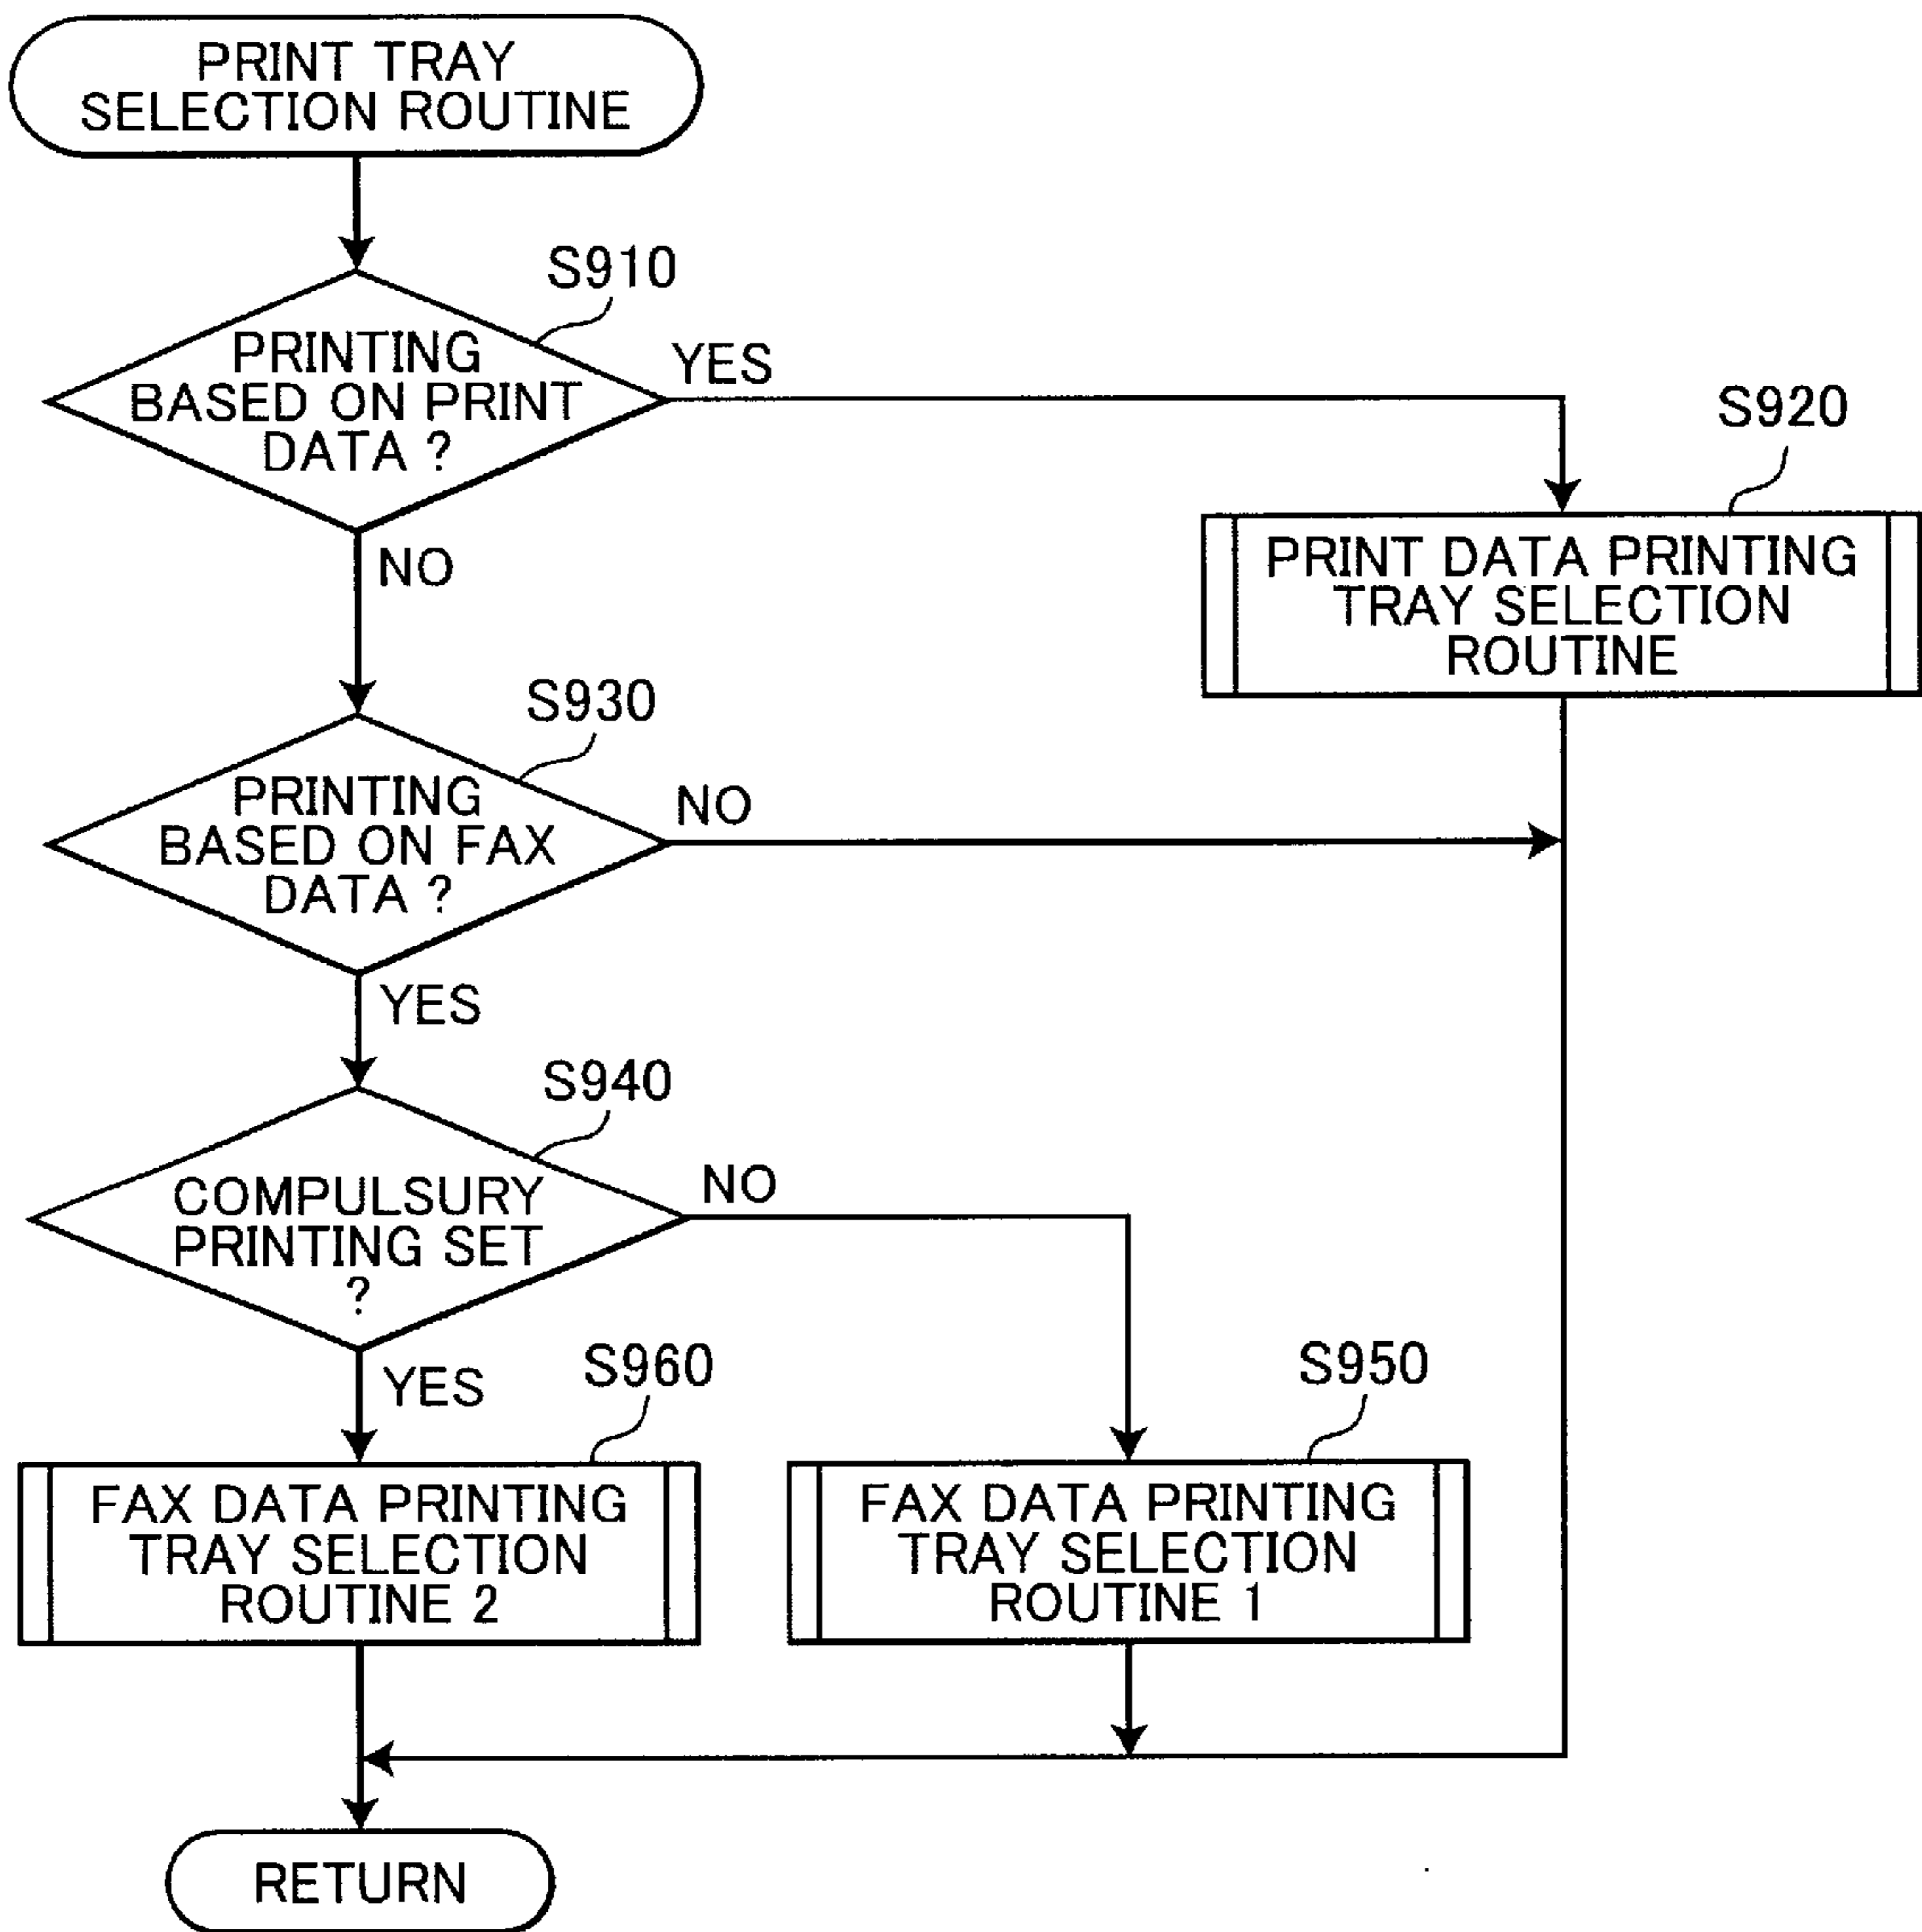 PRINT TRAY
SELECTION ROUTINE
S910
PRINTING
BASED ON PRINT
DATA ?
YES
NO
S920
PRINT DATA PRINTING
TRAY SELECTION
ROUTINE
S930
PRINTING
BASED ON FAX
DATA ?
NO
YES
S940
COMPULSURY
PRINTING SET
?
NO
YES
S960
FAX DATA PRINTING
TRAY SELECTION
ROUTINE 2
S950
FAX DATA PRINTING
TRAY SELECTION
ROUTINE 1
RETURN